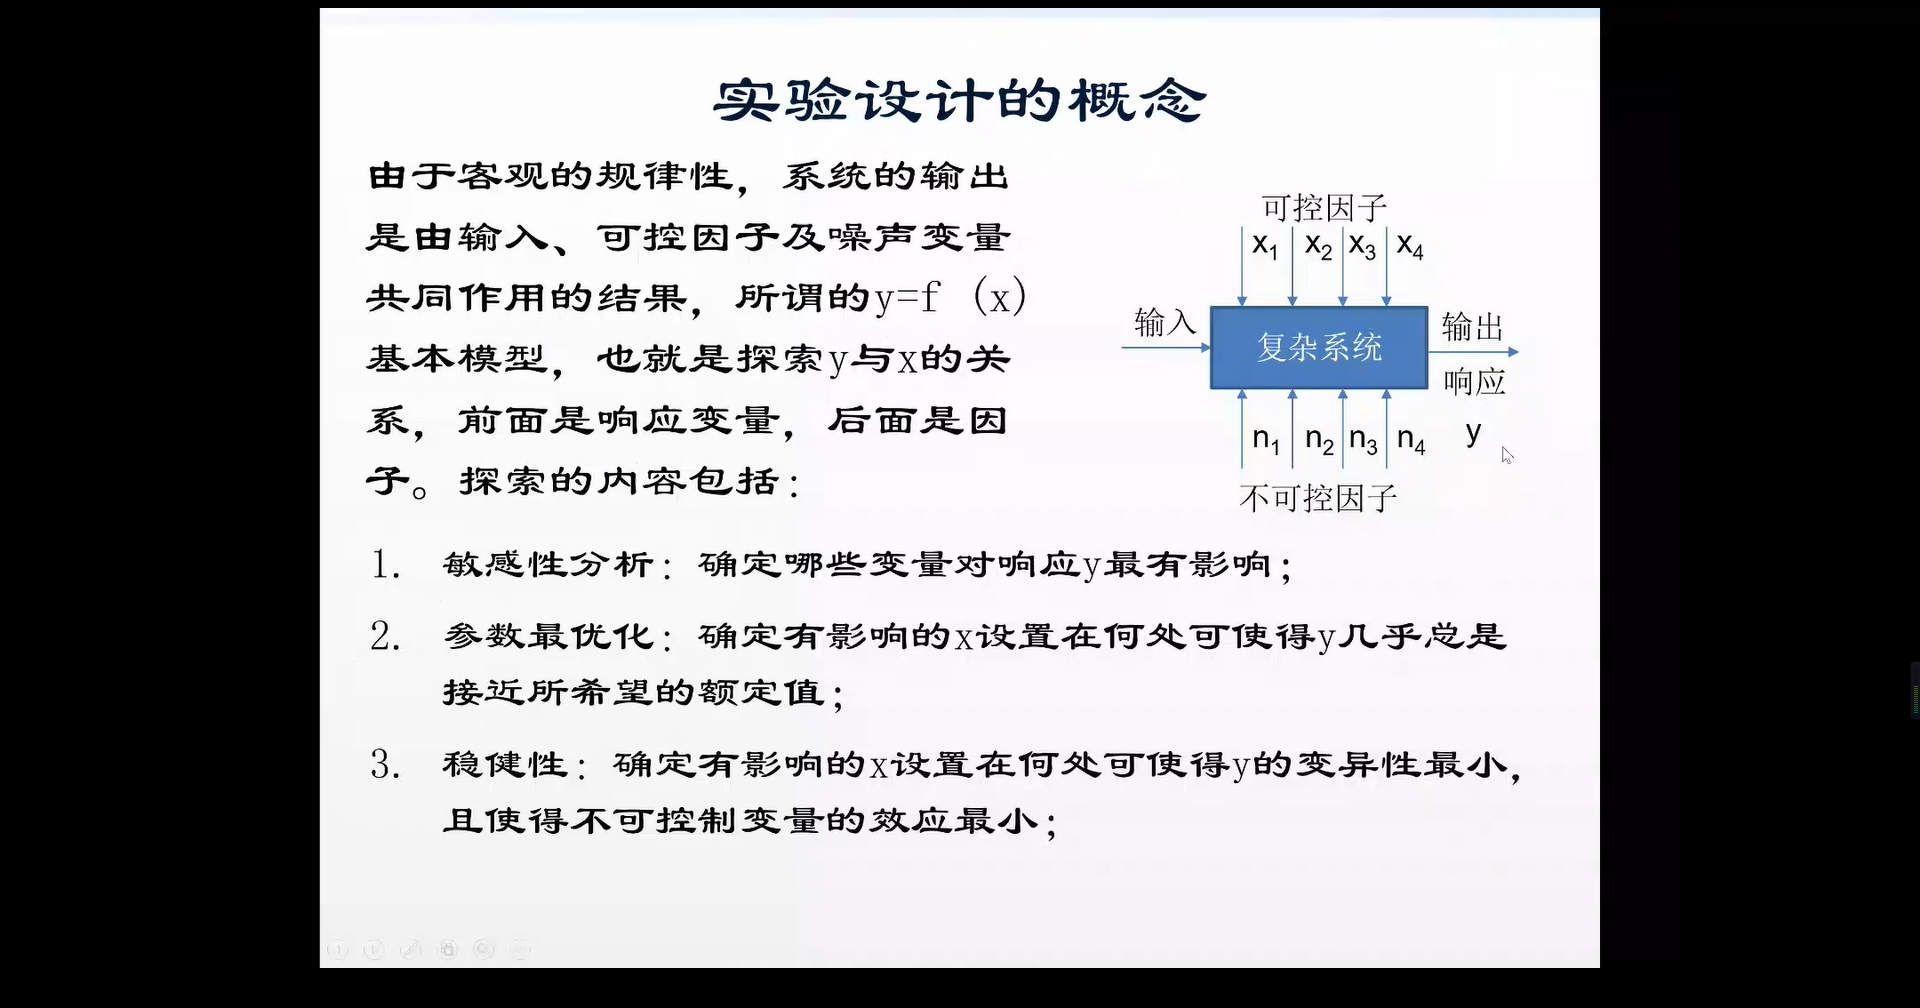 实验设计的概念
由于客观的规律性，系统的输出
是由输入、可控因子及噪声变量
共同作用的结果，所谓的y=f（x）
基本模型，也就是探索y与x的关
系，前面是响应变量，后面是因
子。探索的内容包括：
可控因子
x1 x2 x3 x4
输入
复杂系统
输出
响应
y
n1 n2 n3 n4
不可控因子
1. 敏感性分析：确定哪些变量对响应y最有影响；
2. 参数最优化：确定有影响的x设置在何处可使得y几乎总是
接近所希望的额定值；
3. 稳健性：确定有影响的x设置在何处可使得y的变异性最小，
且使得不可控制变量的效应最小；